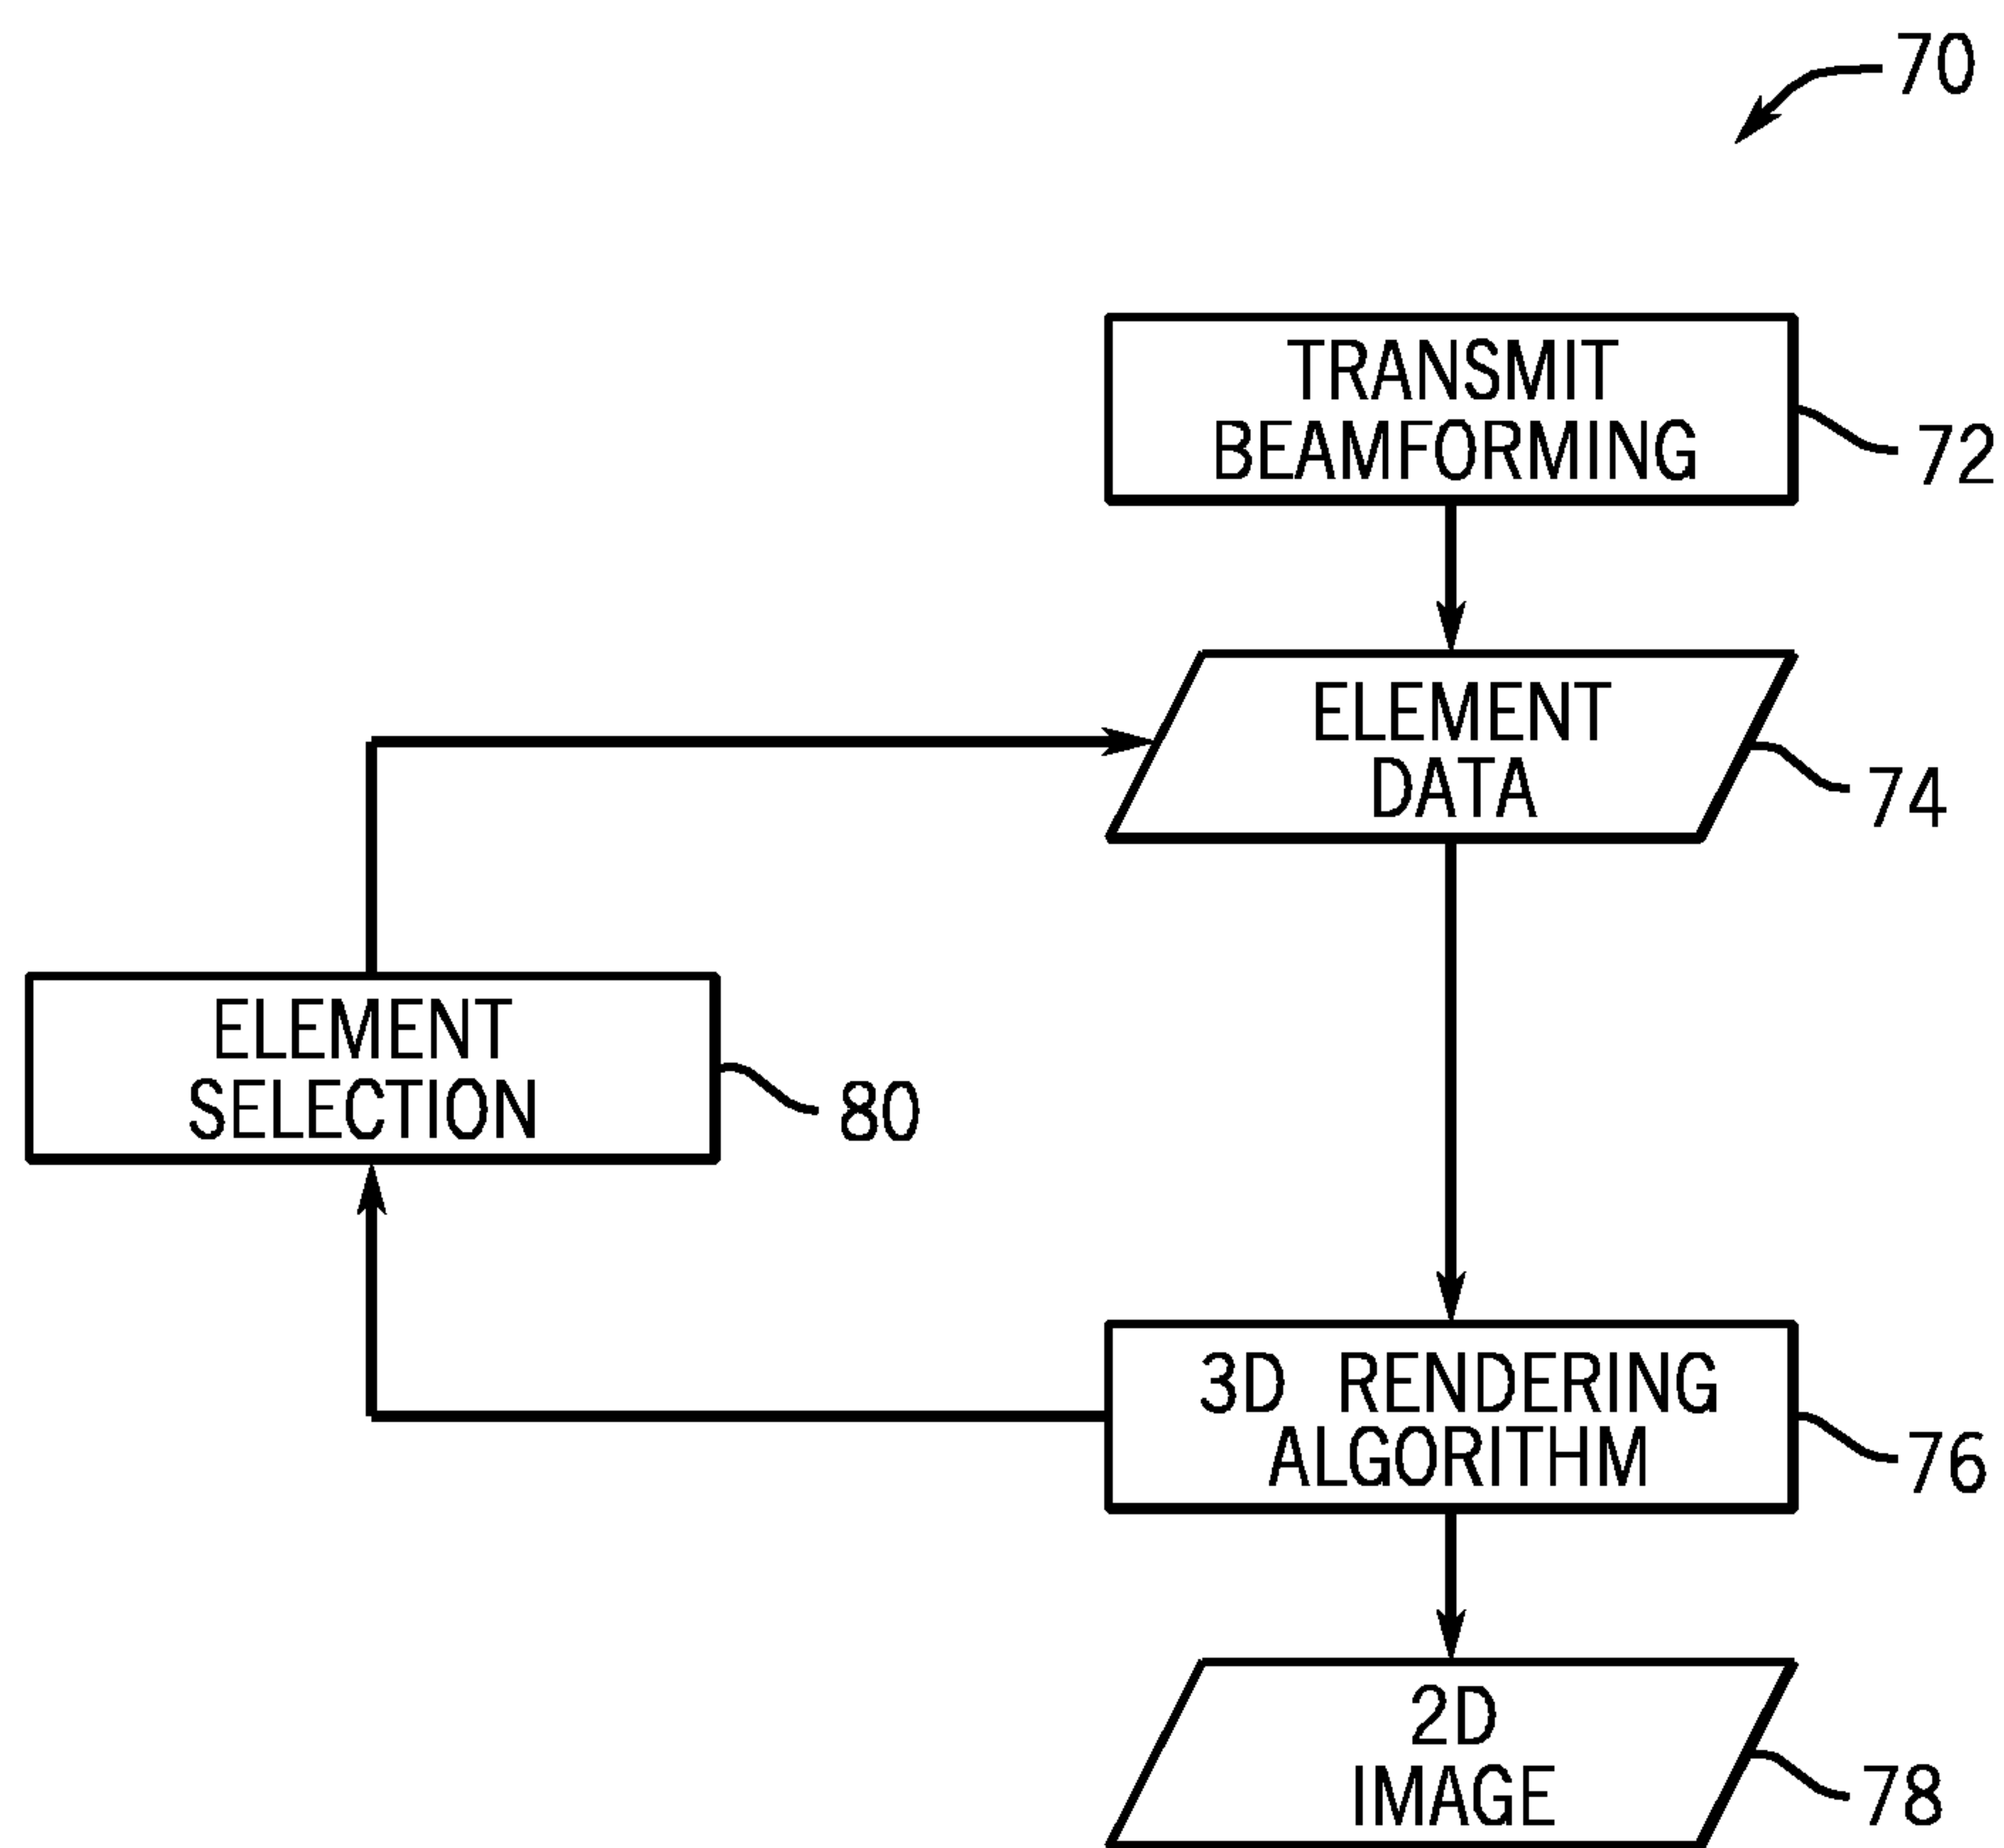 70
TRANSMIT
BEAMFORMING
72
ELEMENT
DATA
74
ELEMENT
SELECTION
80
3D RENDERING
ALGORITHM
76
2D
IMAGE
78